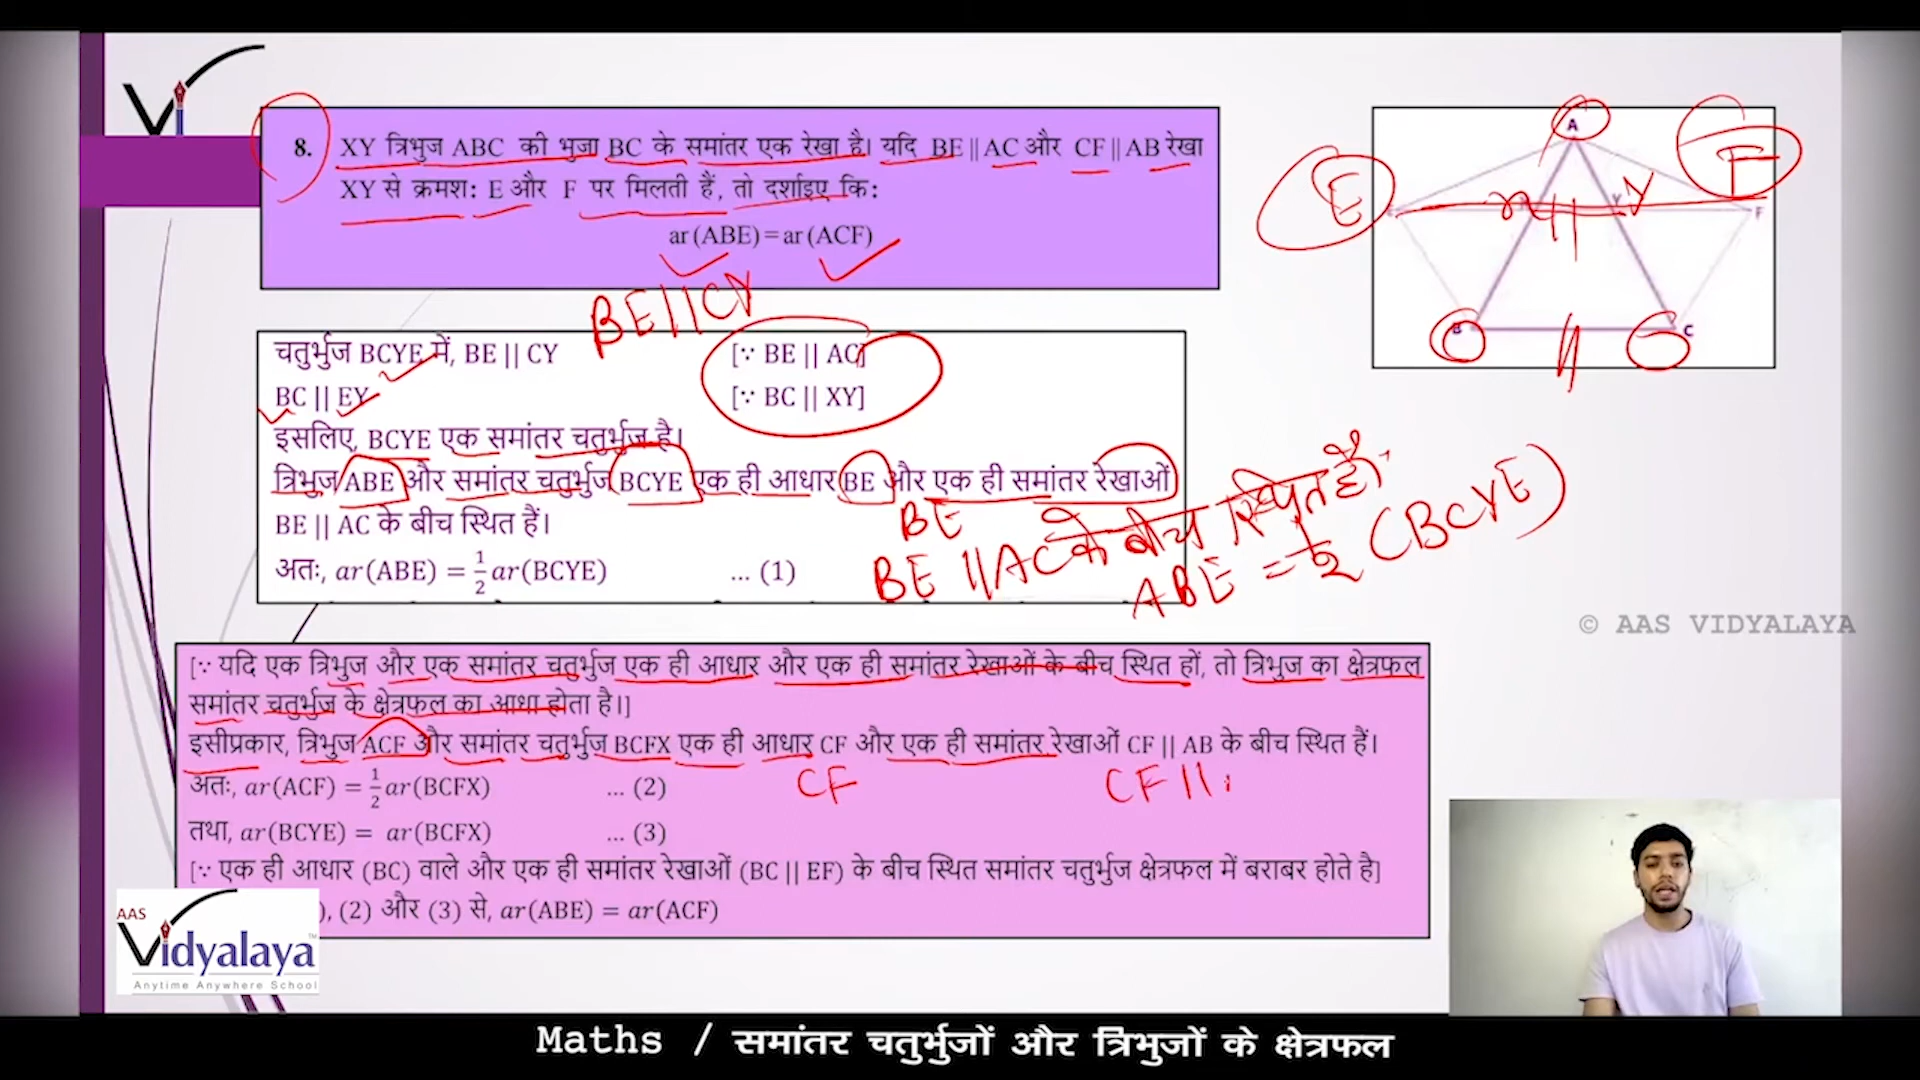 8. XY त्रिभुज ABC की भुजा BC के समांतर एक रेखा है। यदि BE || AC और CF || AB रेखा
XY से क्रमश: E और F पर मिलती हैं, तो दर्शाइए कि:
ar (ABE) = ar (ACF)
BE || CY
चतुर्भुज BCYE में, BE || CY [∵ BE || AC]
BC || EY [∵ BC || XY]
इसलिए, BCYE एक समांतर चतुर्भुज है।
त्रिभुज ABE और समांतर चतुर्भुज BCYE एक ही आधार BE और एक ही समांतर रेखाओं
BE || AC के बीच स्थित हैं।
अतः, ar(ABE) = 1/2 ar(BCYE) ... (1)
BE
BE || AC के बीच स्थित है।
ABE = 1/2 (BCYE)
A
E
F
x
Y
Y
F
B
C
© AAS VIDYALAYA
[∵ यदि एक त्रिभुज और एक समांतर चतुर्भुज एक ही आधार और एक ही समांतर रेखाओं के बीच स्थित हों, तो त्रिभुज का क्षेत्रफल
समांतर चतुर्भुज के क्षेत्रफल का आधा होता है।]
इसीप्रकार, त्रिभुज ACF और समांतर चतुर्भुज BCFX एक ही आधार CF और एक ही समांतर रेखाओं CF || AB के बीच स्थित हैं।
CF CF ||
अतः, ar(ACF) = 1/2 ar(BCFX) ... (2)
तथा, ar(BCYE) = ar(BCFX) ... (3)
[∵ एक ही आधार (BC) वाले और एक ही समांतर रेखाओं (BC || EF) के बीच स्थित समांतर चतुर्भुज क्षेत्रफल में बराबर होते है]
), (2) और (3) से, ar(ABE) = ar(ACF)
AAS
Vidyalaya
Anytime Anywhere School
Maths / समांतर चतुर्भुजों और त्रिभुजों के क्षेत्रफल